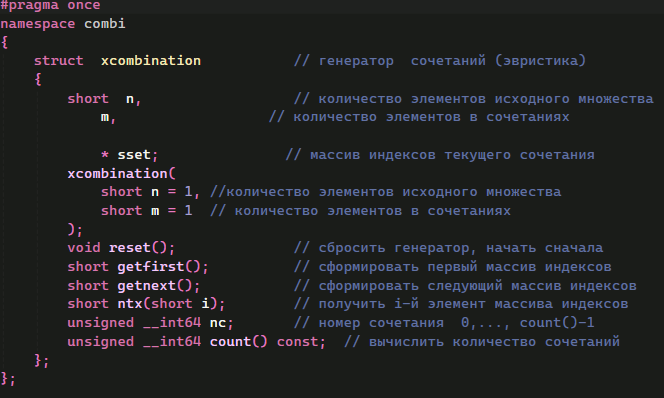 #pragma once
namespace combi
{
    struct  xcombination           // генератор  сочетаний (эвристика)
    {
        short  n,                  // количество элементов исходного множества
            m,                  // количество элементов в сочетаниях

            * sset;               // массив индексов текущего сочетания
        xcombination(
            short n = 1, //количество элементов исходного множества
            short m = 1  // количество элементов в сочетаниях
        );
        void reset();              // сбросить генератор, начать сначала
        short getfirst();          // сформировать первый массив индексов
        short getnext();           // сформировать следующий массив индексов
        short ntx(short i);        // получить i-й элемент массива индексов
        unsigned __int64 nc;       // номер сочетания  0,..., count()-1
        unsigned __int64 count() const;  // вычислить количество сочетаний
    };
};